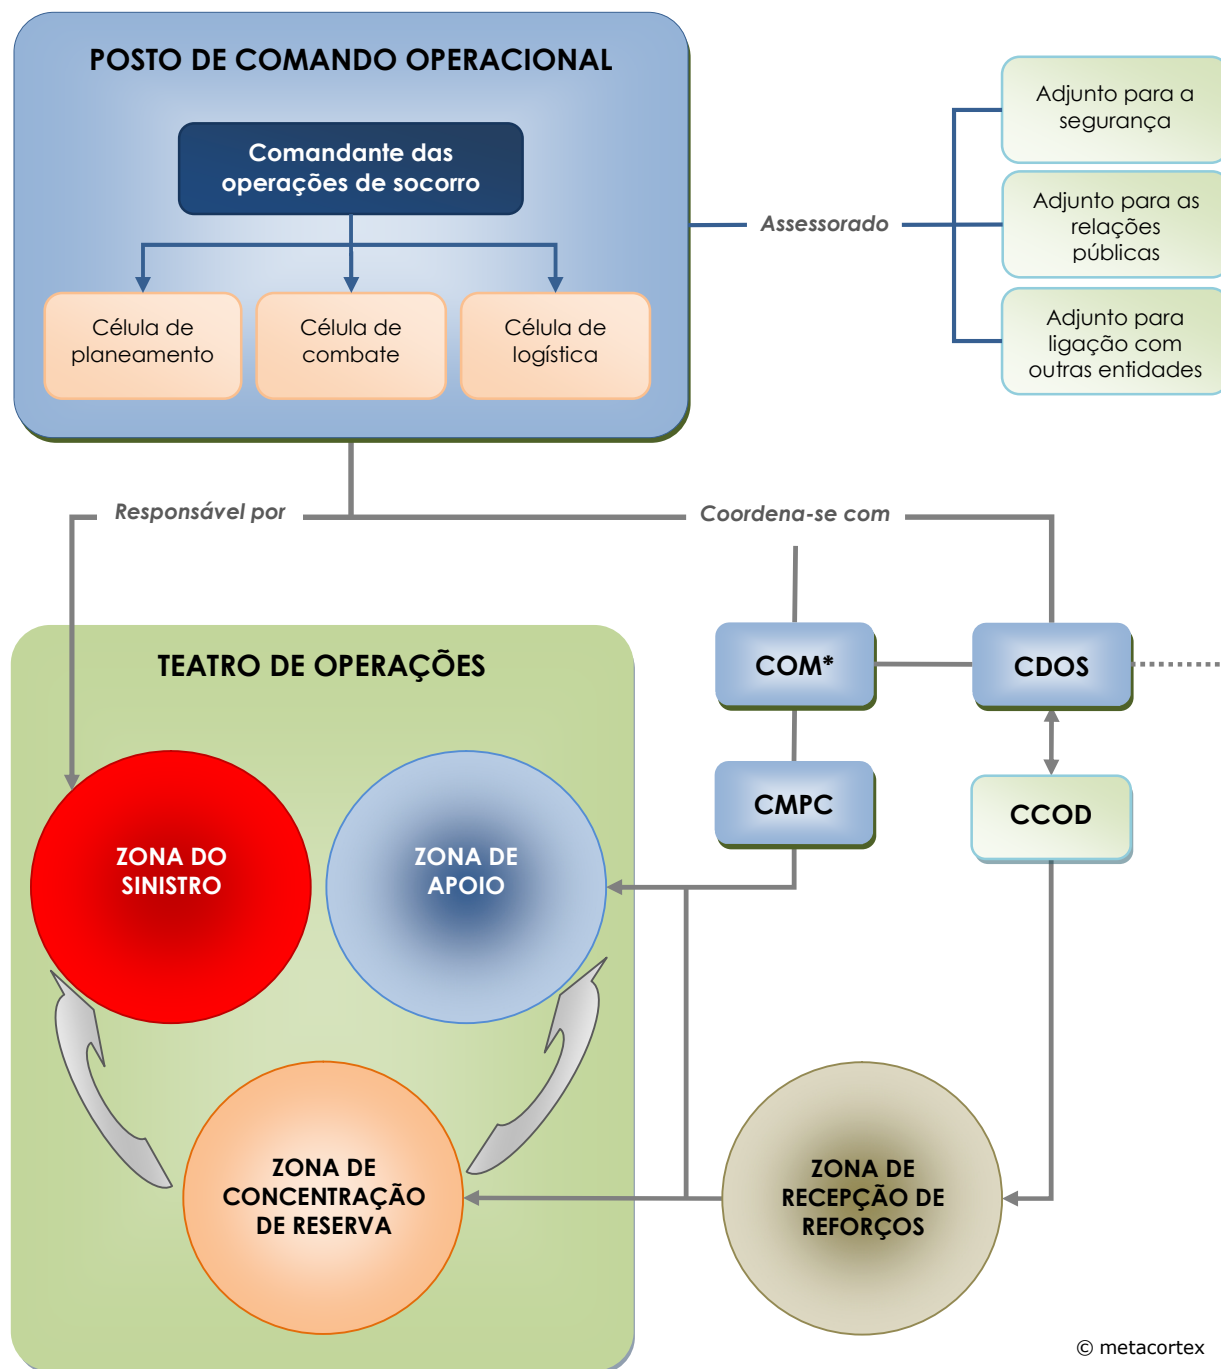 POSTO DE COMANDO OPERACIONAL
Comandante das
operações de socorro
Célula de
planeamento
Célula de
combate
Célula de
logística
Assessorado
Adjunto para a
segurança
Adjunto para as
relações
públicas
Adjunto para
ligação com
outras entidades
Responsável por
Coordena-se com
TEATRO DE OPERAÇÕES
COM*
CDOS
CMPC
CCOD
ZONA DO
SINISTRO
ZONA DE
APOIO
ZONA DE
CONCENTRAÇÃO
DE RESERVA
ZONA DE
RECEPÇÃO DE
REFORÇOS
© metacortex